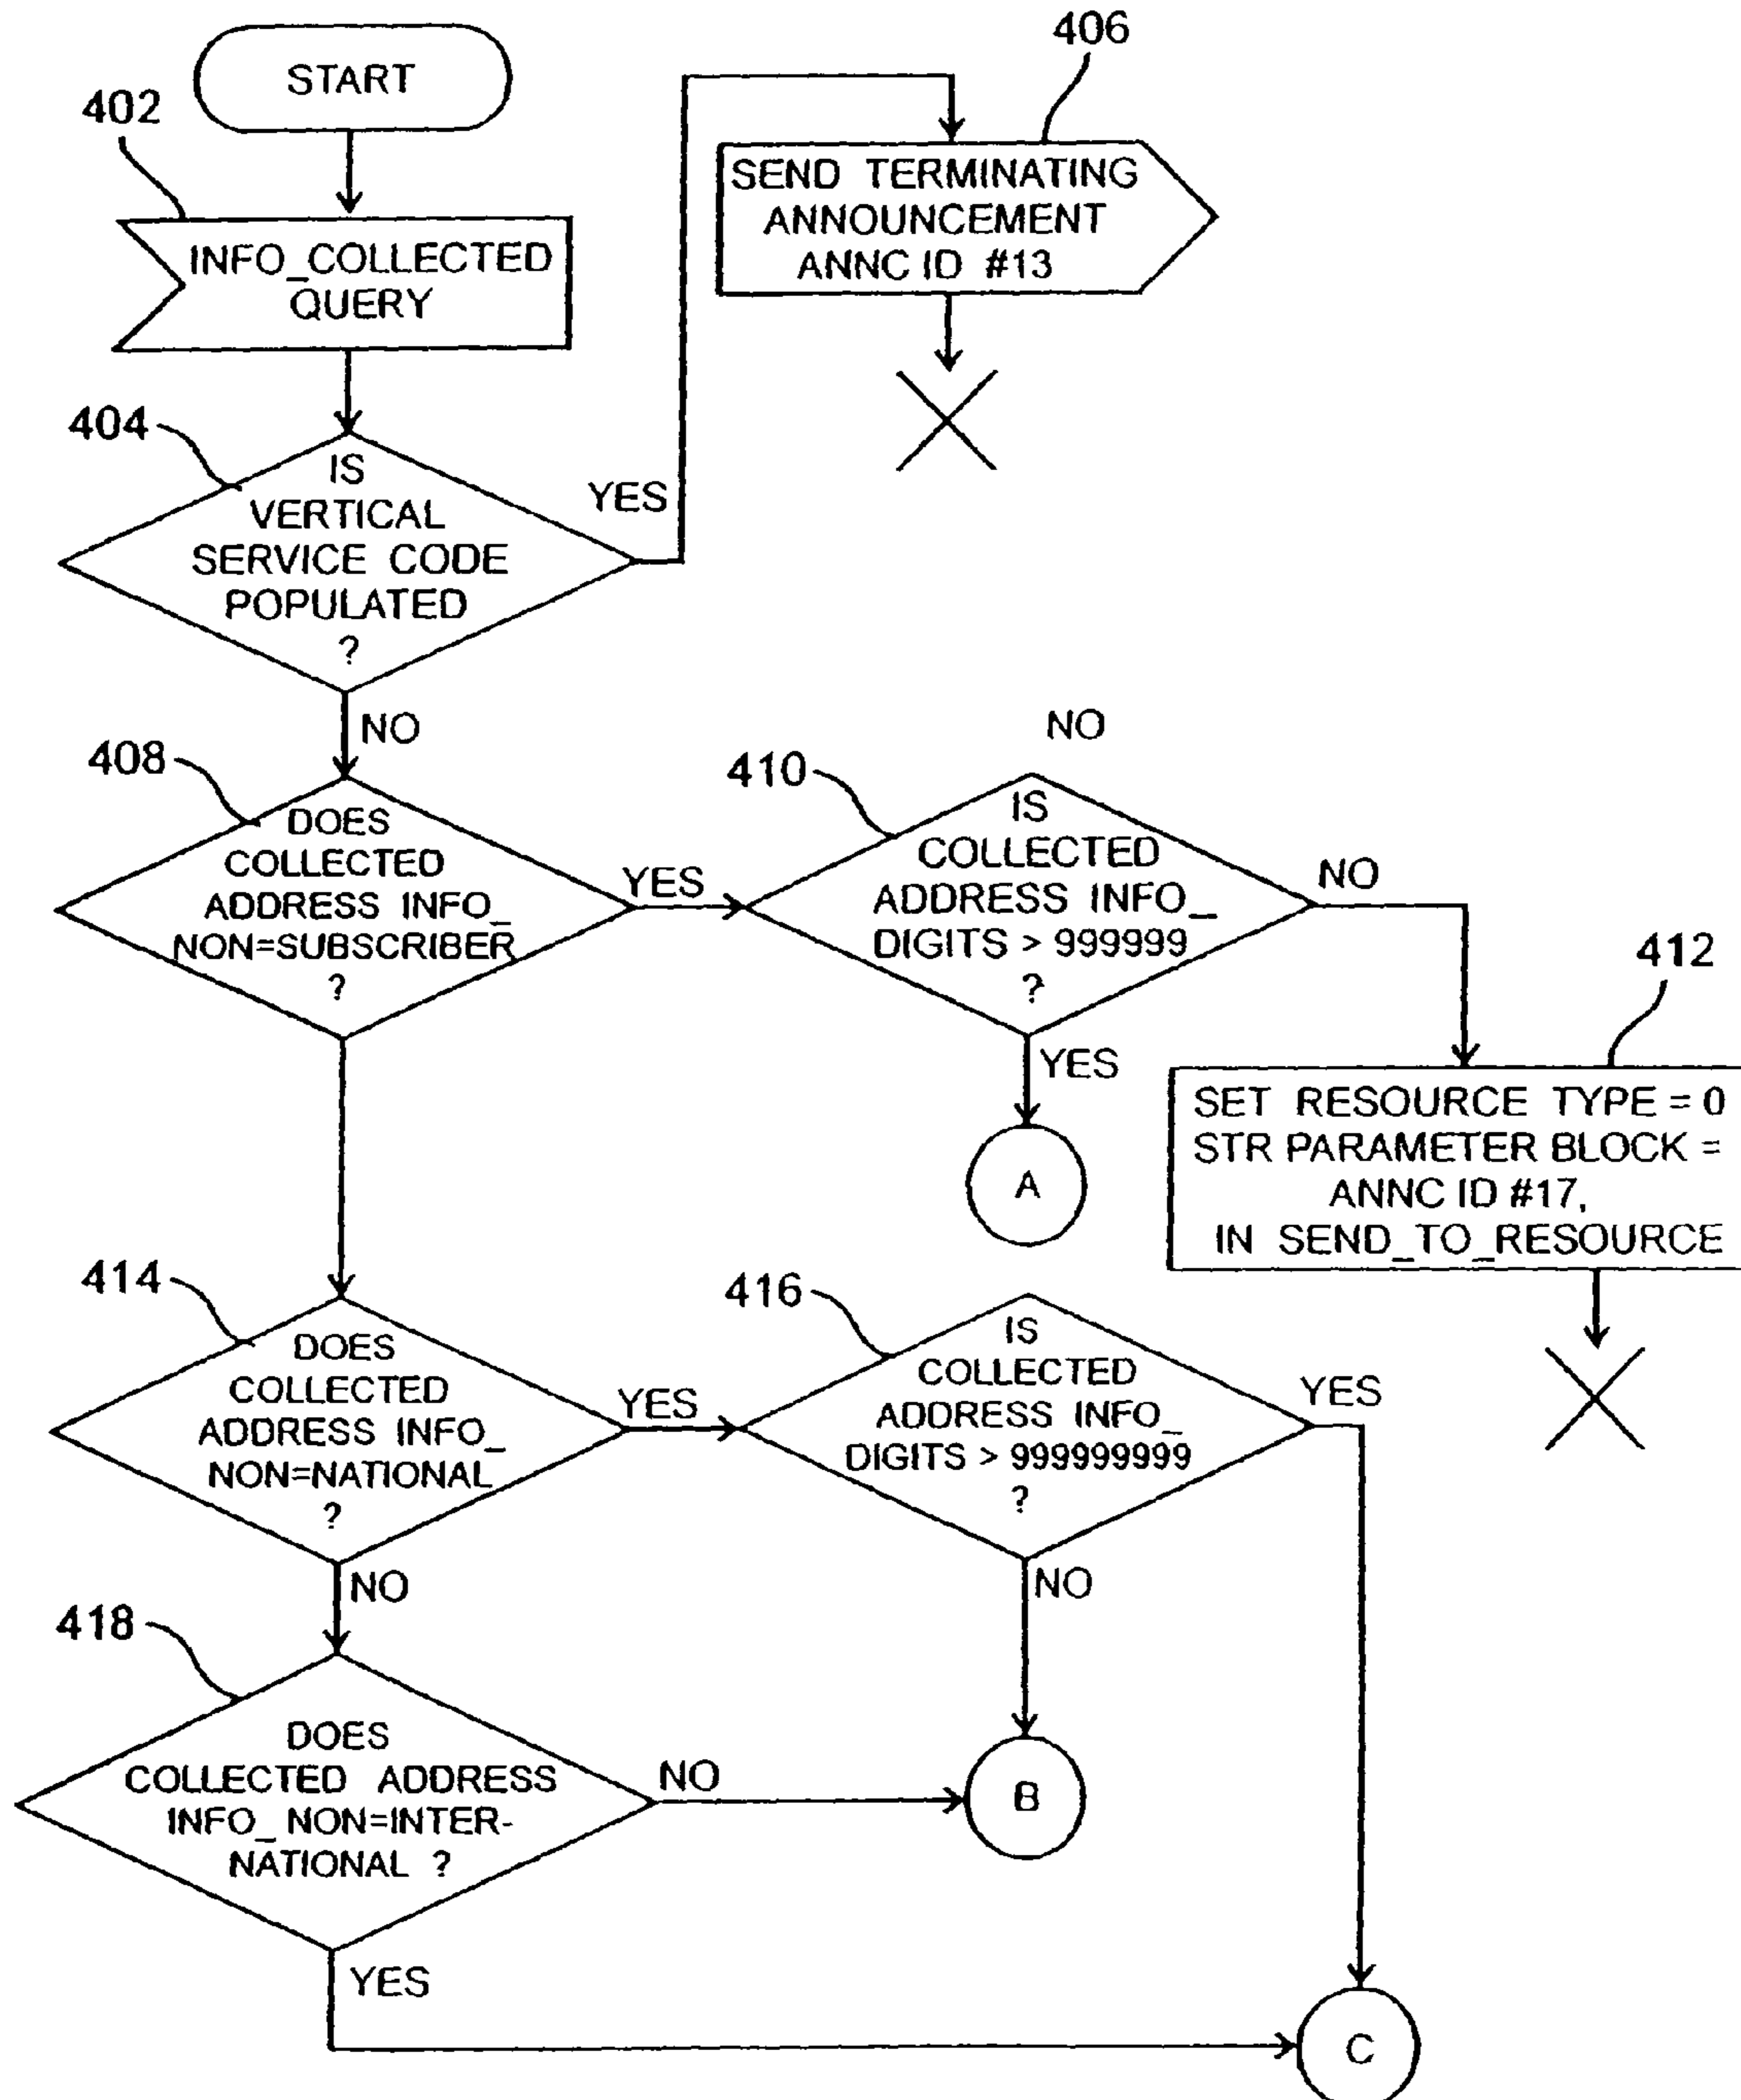 START
402
INFO_COLLECTED
QUERY
406
SEND TERMINATING
ANNOUNCEMENT
ANNC ID #13
404
IS
VERTICAL
SERVICE CODE
POPULATED
?
YES
NO
408
DOES
COLLECTED
ADDRESS INFO_
NON=SUBSCRIBER
?
YES
NO
410
IS
COLLECTED
ADDRESS INFO_
DIGITS > 999999
?
NO
YES
A
412
SET RESOURCE TYPE = 0
STR PARAMETER BLOCK =
ANNC ID #17,
IN SEND_TO_RESOURCE
414
DOES
COLLECTED
ADDRESS INFO_
NON=NATIONAL
?
YES
NO
416
IS
COLLECTED
ADDRESS INFO_
DIGITS > 999999999
?
YES
NO
418
DOES
COLLECTED ADDRESS
INFO_ NON=INTER-
NATIONAL ?
NO
B
YES
C